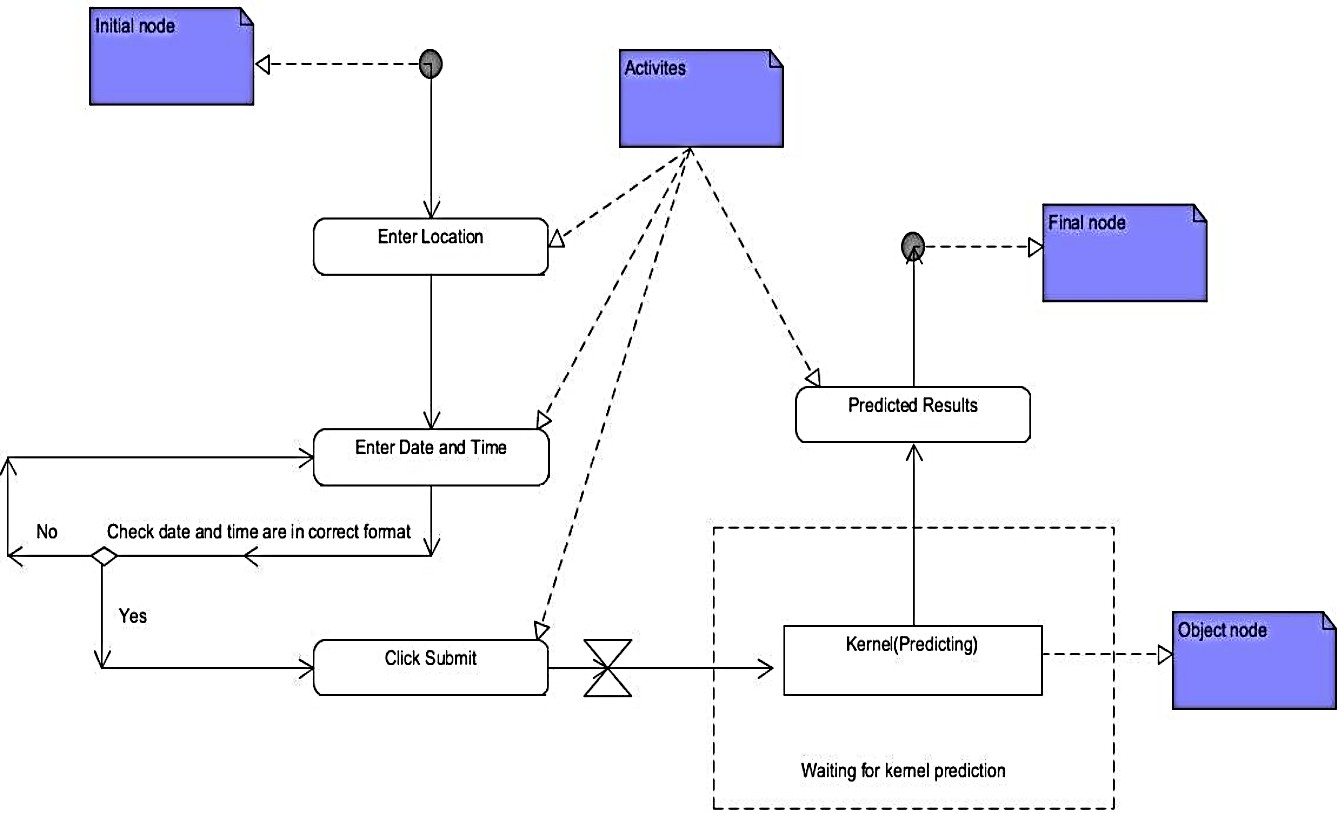 Initial node
Activites
Enter Location
Final node
Predicted Results
Enter Date and Time
No
Check date and time are in correct format
Yes
Click Submit
Kernel(Predicting)
Object node
Waiting for kernel prediction